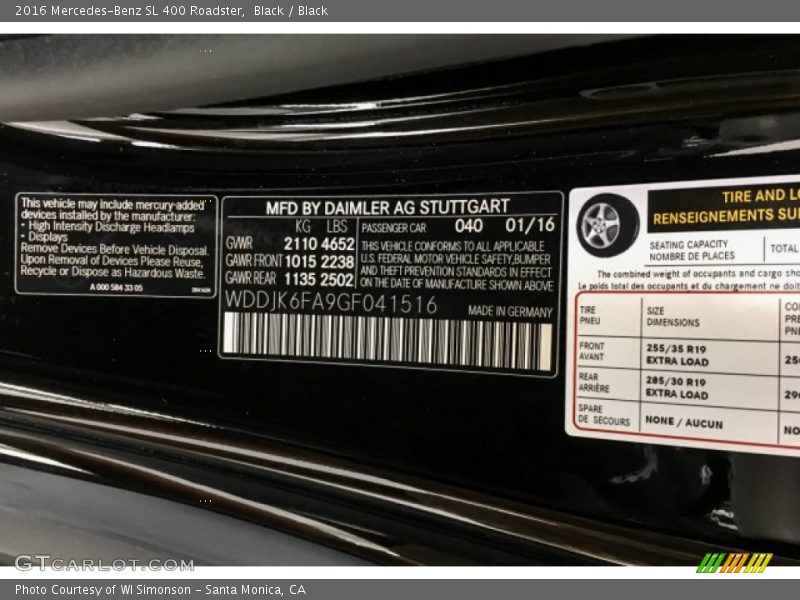 2016 Mercedes-Benz SL 400 Roadster, Black / Black
This vehicle may include mercury-added
devices installed by the manufacturer:
• High Intensity Discharge Headlamps
• Displays
Remove Devices Before Vehicle Disposal.
Upon Removal of Devices Please Reuse,
Recycle or Dispose as Hazardous Waste.
A 000 584 33 05
MFD BY DAIMLER AG STUTTGART
KG LBS
GVWR 2110 4652
GAWR FRONT 1015 2238
GAWR REAR 1135 2502
PASSENGER CAR 040 01/16
THIS VEHICLE CONFORMS TO ALL APPLICABLE
U.S. FEDERAL MOTOR VEHICLE SAFETY,BUMPER
AND THEFT PREVENTION STANDARDS IN EFFECT
ON THE DATE OF MANUFACTURE SHOWN ABOVE
WDDJK6FA9GF041516
MADE IN GERMANY
TIRE AND LO
RENSEIGNEMENTS SU
SEATING CAPACITY
NOMBRE DE PLACES
TOTAL
The combined weight of occupants and cargo sho
Le poids total des occupants et du chargement ne doit
TIRE
PNEU
SIZE
DIMENSIONS
CO
PRE
PNE
FRONT
AVANT
255/35 R19
EXTRA LOAD
REAR
ARRIÈRE
285/30 R19
EXTRA LOAD
SPARE
DE SECOURS
NONE / AUCUN
NO
GTCARLOT.COM
Photo Courtesy of WI Simonson - Santa Monica, CA